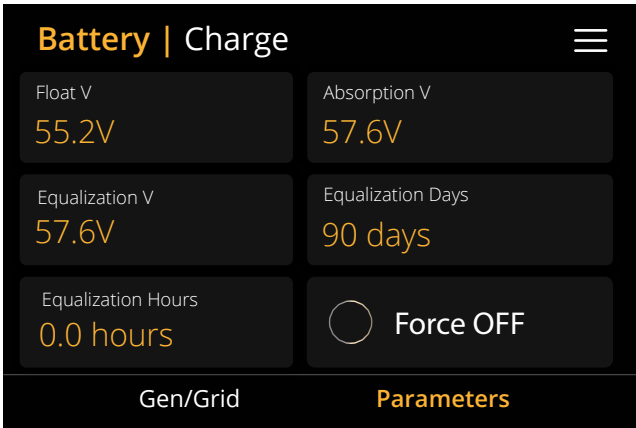 Battery | Charge
Float V
55.2V
Absorption V
57.6V
Equalization V
57.6V
Equalization Days
90 days
Equalization Hours
0.0 hours
Force OFF
Gen/Grid
Parameters